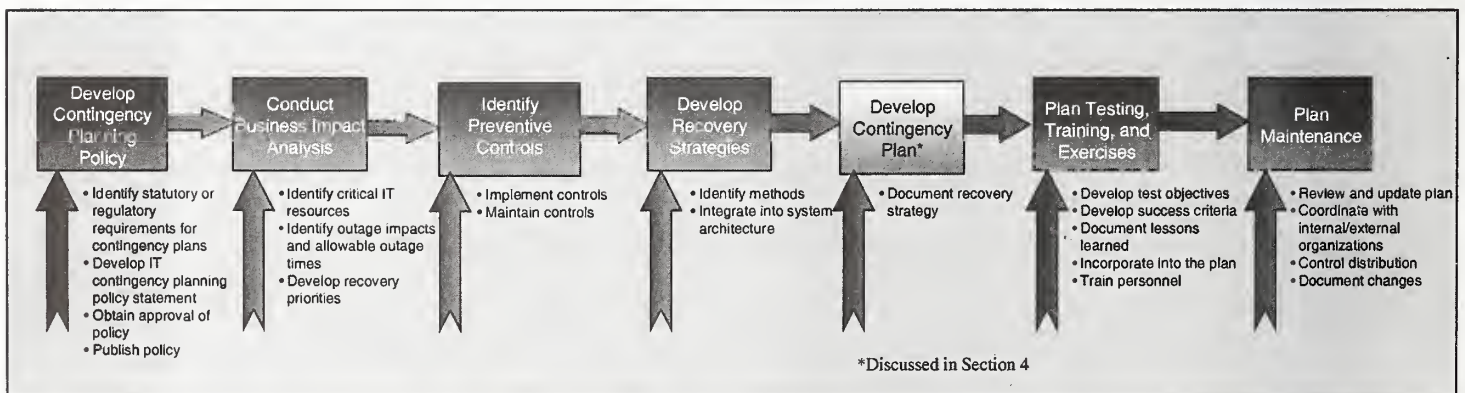 Develop
Contingency
Planning
Policy
Conduct
Business Impact
Analysis
Identify
Preventive
Controls
Develop
Recovery
Strategies
Develop
Contingency
Plan*
Plan Testing,
Training, and
Exercises
Plan
Maintenance
• Identify statutory or
regulatory
requirements for
contingency plans
• Develop IT
contingency planning
policy statement
• Obtain approval of
policy
• Publish policy
• Identify critical IT
resources
• Identify outage impacts
and allowable outage
times
• Develop recovery
priorities
• Implement controls
• Maintain controls
• Identify methods
• Integrate into system
architecture
• Document recovery
strategy
• Develop test objectives
• Develop success criteria
• Document lessons
learned
• Incorporate into the plan
• Train personnel
• Review and update plan
• Coordinate with
internal/external
organizations
• Control distribution
• Document changes
*Discussed in Section 4